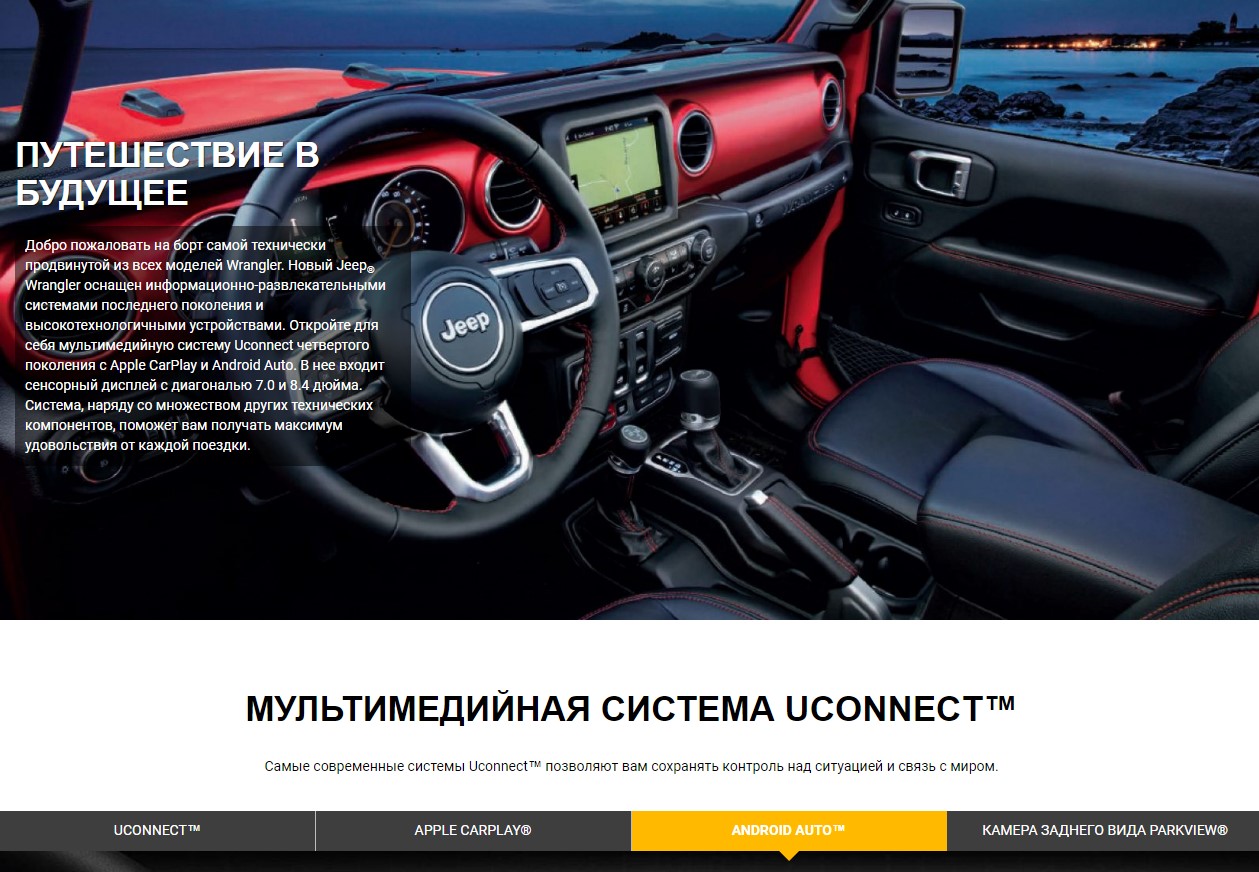 ПУТЕШЕСТВИЕ В
БУДУЩЕЕ
Добро пожаловать на борт самой технически
продвинутой из всех моделей Wrangler. Новый Jeep®
Wrangler оснащен информационно-развлекательными
системами последнего поколения и
высокотехнологичными устройствами. Откройте для
себя мультимедийную систему Uconnect четвертого
поколения с Apple CarPlay и Android Auto. В нее входит
сенсорный дисплей с диагональю 7.0 и 8.4 дюйма.
Система, наряду со множеством других технических
компонентов, поможет вам получать максимум
удовольствия от каждой поездки.
Jeep
WRANGLER
МУЛЬТИМЕДИЙНАЯ СИСТЕМА UCONNECT™
Самые современные системы Uconnect™ позволяют вам сохранять контроль над ситуацией и связь с миром.
UCONNECT™
APPLE CARPLAY®
ANDROID AUTO™
КАМЕРА ЗАДНЕГО ВИДА PARKVIEW®